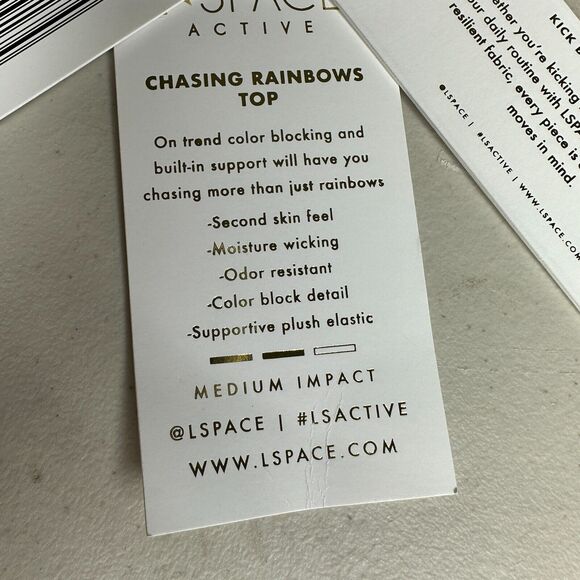 LSPACE
ACTIVE
CHASING RAINBOWS
TOP
On trend color blocking and
built-in support will have you
chasing more than just rainbows
-Second skin feel
-Moisture wicking
-Odor resistant
-Color block detail
-Supportive plush elastic
MEDIUM IMPACT
@LSPACE | #LSACTIVE
WWW.LSPACE.COM
KICK
you're kicking
our daily routine with LSP
resilient fabric, every piece is
moves in mind.
@LSPACE | #LSACTIVE | WWW.LSPACE.COM